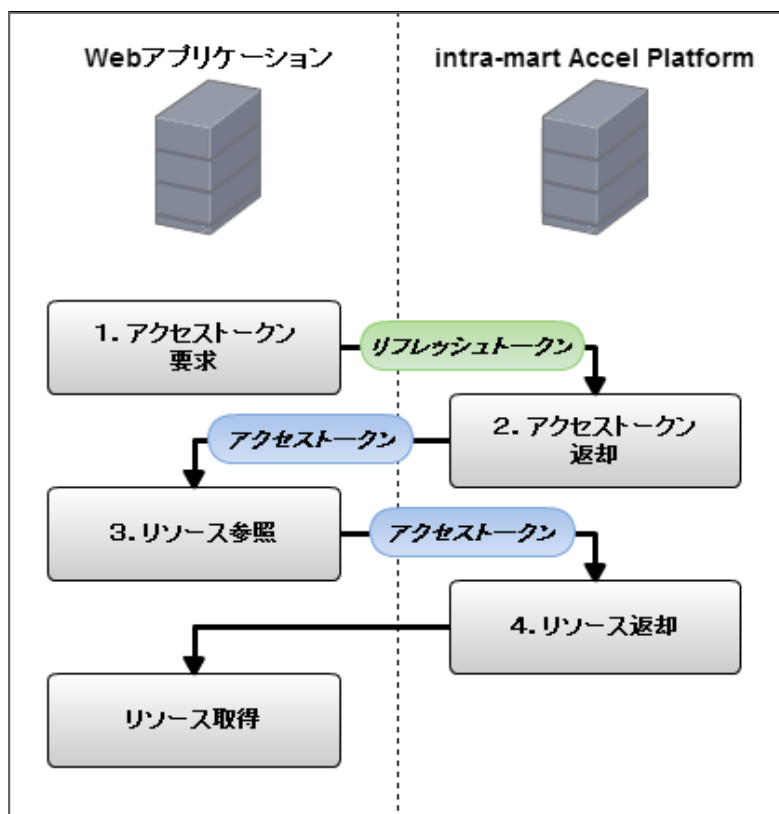 Webアプリケーション
intra-mart Accel Platform
1. アクセストークン
要求
リフレッシュトークン
アクセストークン
2. アクセストークン
返却
3. リソース参照
アクセストークン
4. リソース返却
リソース取得